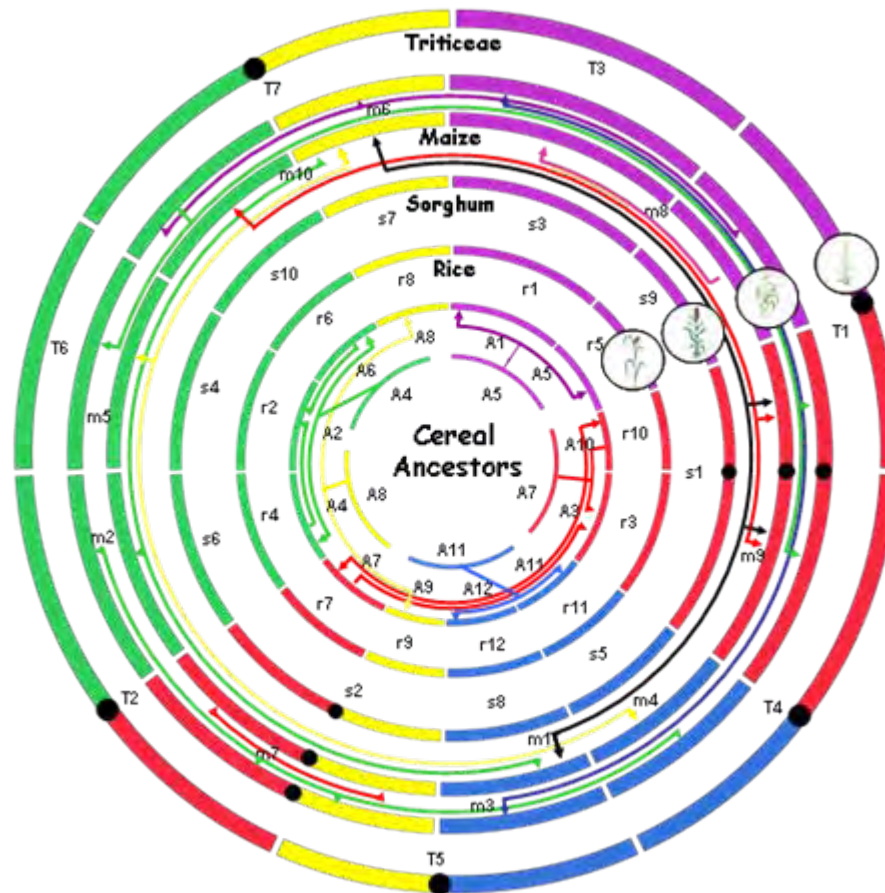 Triticeae
T3
T7
m6
Maize
m10
m8
Sorghum
s7
s3
s10
s9
Rice
r8
r1
r6
r5
T1
A8
A1
A6
A5
T6
s4
r2
A4
A5
m5
A2
Cereal
Ancestors
A10
r10
s1
A8
A7
A4
A3
r4
r3
m2
s6
m9
A11
A11
A7
A9
A12
r7
r11
r9
r12
s5
T2
s2
s8
m4
T4
m1
m7
m3
T5